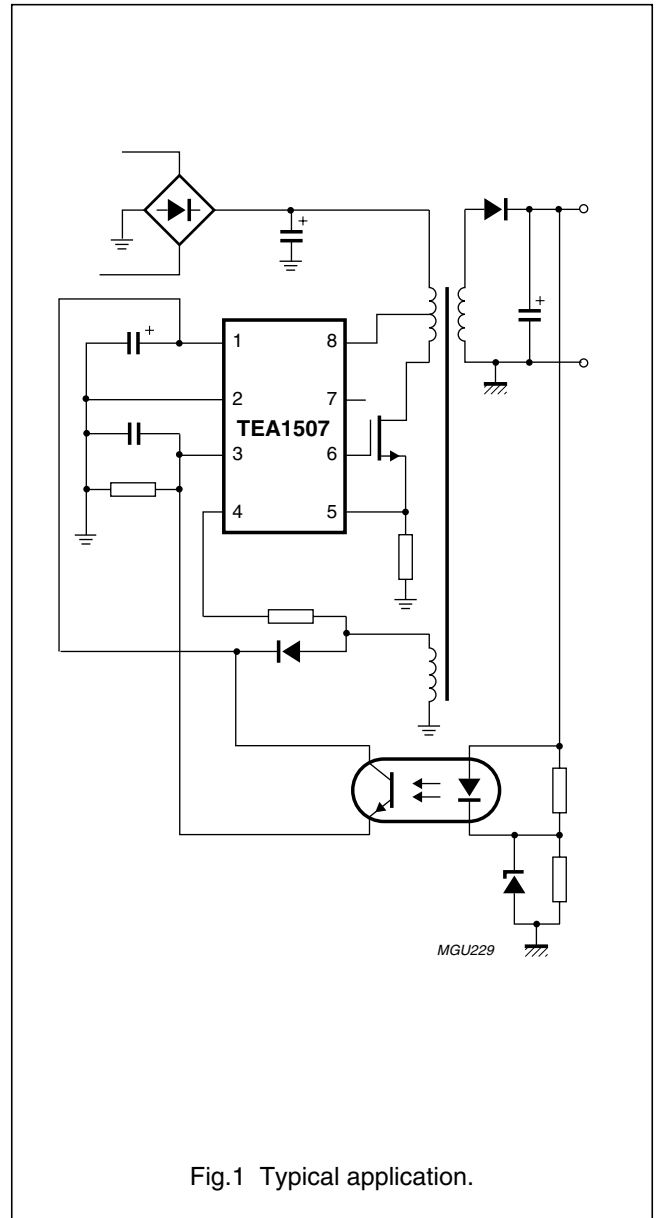 +
+
+
1 8
2 7
TEA1507
3 6
4 5
MGU229
Fig.1 Typical application.